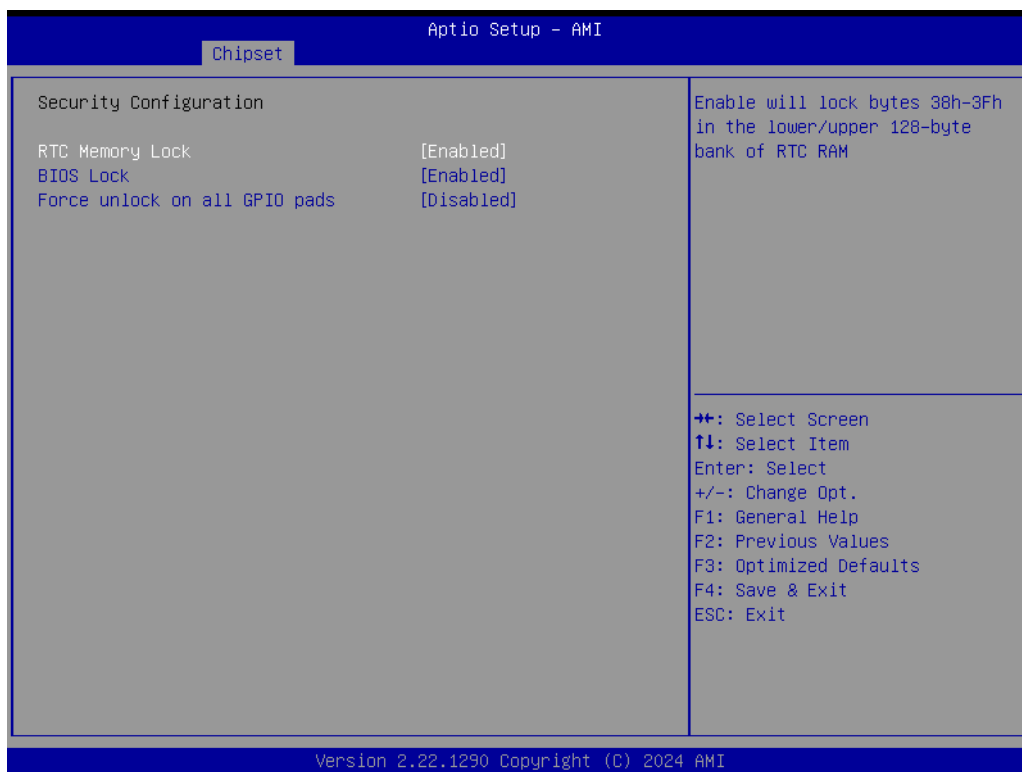 Aptio Setup – AMI
Chipset
Security Configuration
RTC Memory Lock [Enabled]
BIOS Lock [Enabled]
Force unlock on all GPIO pads [Disabled]
Enable will lock bytes 38h-3Fh
in the lower/upper 128-byte
bank of RTC RAM
→←: Select Screen
↑↓: Select Item
Enter: Select
+/-: Change Opt.
F1: General Help
F2: Previous Values
F3: Optimized Defaults
F4: Save & Exit
ESC: Exit
Version 2.22.1290 Copyright (C) 2024 AMI